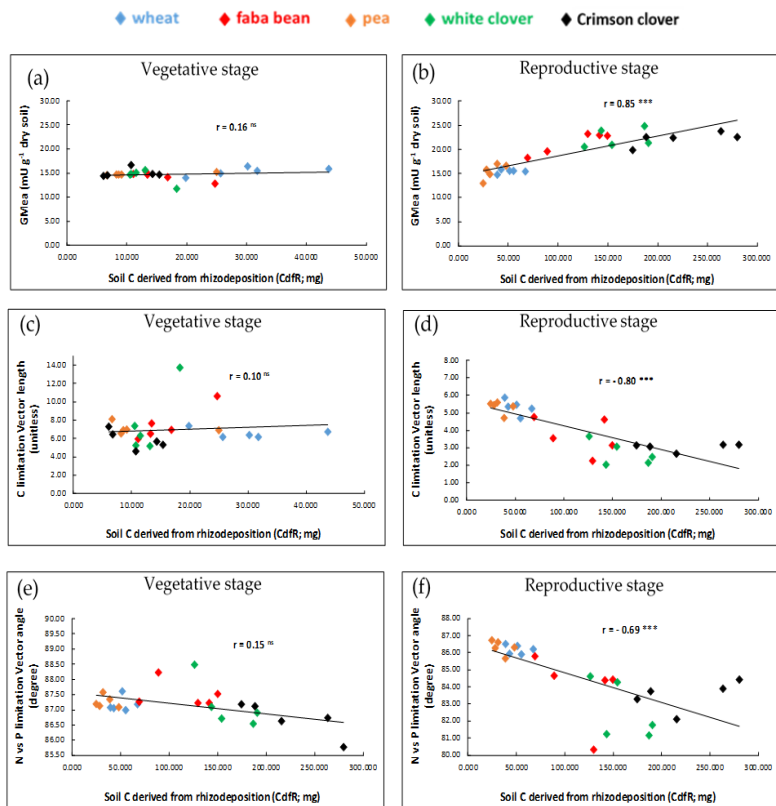 wheat faba bean pea white clover Crimson clover
(a) Vegetative stage
r = 0.16 ns
GMea (mU g-1 dry soil)
30.00
25.00
20.00
15.00
10.00
5.00
0.00
0.000 10.000 20.000 30.000 40.000 50.000
Soil C derived from rhizodeposition (CdfR; mg)
(b) Reproductive stage
r = 0.85 ***
GMea (mU g-1 dry soil)
30.00
25.00
20.00
15.00
10.00
5.00
0.00
0.000 50.000 100.000 150.000 200.000 250.000 300.000
Soil C derived from rhizodeposition (CdfR; mg)
(c) Vegetative stage
r = 0.10 ns
C limitation Vector length
(unitless)
14.00
12.00
10.00
8.00
6.00
4.00
2.00
0.00
0.000 10.000 20.000 30.000 40.000 50.000
Soil C derived from rhizodeposition (CdfR; mg)
(d) Reproductive stage
r = - 0.80 ***
C limitation Vector length
(unitless)
8.00
7.00
6.00
5.00
4.00
3.00
2.00
1.00
0.00
0.000 50.000 100.000 150.000 200.000 250.000 300.000
Soil C derived from rhizodeposition (CdfR; mg)
(e) Vegetative stage
r = 0.15 ns
N vs P limitation Vector angle
(degree)
90.00
89.50
89.00
88.50
88.00
87.50
87.00
86.50
86.00
85.5
0.000 50.000 100.000 150.000 200.000 250.000 300.000
Soil C derived from rhizodeposition (CdfR; mg)
(f) Reproductive stage
r = - 0.69 ***
N vs P limitation Vector angle
(degree)
88.00
87.00
86.00
85.00
84.00
83.00
82.00
81.00
80.00
0.000 50.000 100.000 150.000 200.000 250.000 300.000
Soil C derived from rhizodeposition (CdfR; mg)